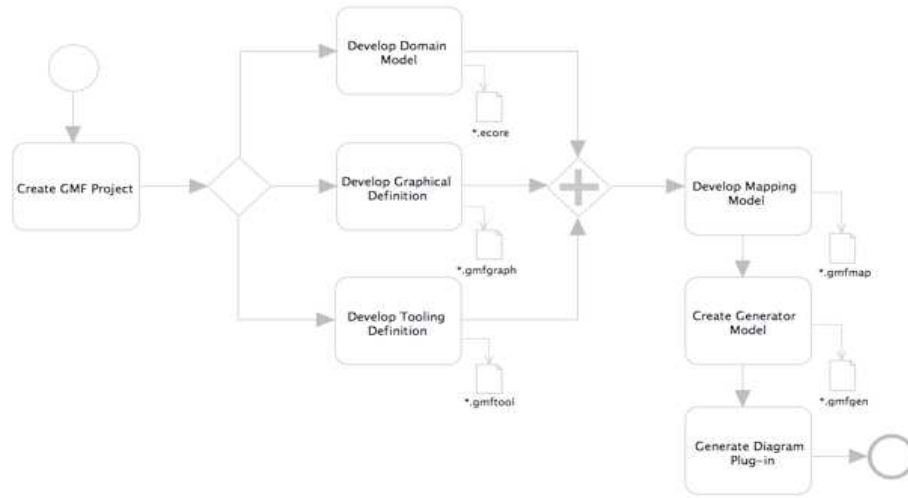 Develop Domain
Model
*.ecore
Create GMF Project
Develop Graphical
Definition
*.gmfgraph
Develop Tooling
Definition
*.gmftool
Develop Mapping
Model
*.gmfmap
Create Generator
Model
*.gmfgen
Generate Diagram
Plug-in